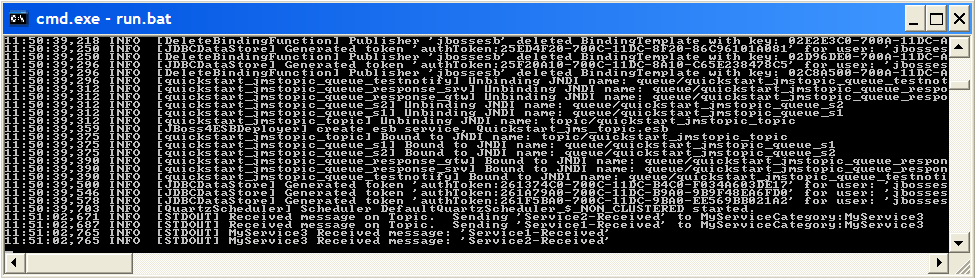 cmd.exe - run.bat
11:50:39,218 INFO  [DeleteBindingFunction] Publisher 'jbossesb' deleted BindingTemplate with key: 02E2E3C0-700A-11DC-
11:50:39,250 INFO  [JDBCDataStore] Generated token 'authToken:25ED4F20-700C-11DC-8F20-86C96101A081' for user: 'jbosses
11:50:39,296 INFO  [DeleteBindingFunction] Publisher 'jbossesb' deleted BindingTemplate with key: 02D96DE0-700A-11DC-A
11:50:39,296 INFO  [JDBCDataStore] Generated token 'authToken:25F20A10-700C-11DC-8A10-C65E238478C5' for user: 'jbosses
11:50:39,296 INFO  [DeleteBindingFunction] Publisher 'jbossesb' deleted BindingTemplate with key: 02C8A500-700A-11DC-A
11:50:39,312 INFO  [quickstart_jmstopic_queue_testnotify] Unbinding JNDI name: queue/quickstart_jmstopic_queue_testno
11:50:39,312 INFO  [quickstart_jmstopic_queue_response_srv] Unbinding JNDI name: queue/quickstart_jmstopic_queue_respo
11:50:39,312 INFO  [quickstart_jmstopic_queue_response_gtw] Unbinding JNDI name: queue/quickstart_jmstopic_queue_respo
11:50:39,312 INFO  [quickstart_jmstopic_queue_s2] Unbinding JNDI name: queue/quickstart_jmstopic_queue_s2
11:50:39,312 INFO  [quickstart_jmstopic_queue_s1] Unbinding JNDI name: queue/quickstart_jmstopic_queue_s1
11:50:39,312 INFO  [quickstart_jmstopic_topic] Unbinding JNDI name: topic/quickstart_jmstopic_topic
11:50:39,359 INFO  [JBoss4ESBDeployer] create esb service, Quickstart_jms_topic.esb
11:50:39,375 INFO  [quickstart_jmstopic_topic] Bound to JNDI name: topic/quickstart_jmstopic_topic
11:50:39,375 INFO  [quickstart_jmstopic_queue_s1] Bound to JNDI name: queue/quickstart_jmstopic_queue_s1
11:50:39,390 INFO  [quickstart_jmstopic_queue_s2] Bound to JNDI name: queue/quickstart_jmstopic_queue_s2
11:50:39,390 INFO  [quickstart_jmstopic_queue_response_gtw] Bound to JNDI name: queue/quickstart_jmstopic_queue_respon
11:50:39,390 INFO  [quickstart_jmstopic_queue_response_srv] Bound to JNDI name: queue/quickstart_jmstopic_queue_respon
11:50:39,390 INFO  [quickstart_jmstopic_queue_testnotify] Bound to JNDI name: queue/quickstart_jmstopic_queue_testnoti
11:50:39,500 INFO  [JDBCDataStore] Generated token 'authToken:261324C0-700C-11DC-B4C0-F034A603DE17' for user: 'jbosses
11:50:39,546 INFO  [JDBCDataStore] Generated token 'authToken:261A79A0-700C-11DC-B9A0-9B9F48EA6FD0' for user: 'jbosses
11:50:39,578 INFO  [JDBCDataStore] Generated token 'authToken:261F5BA0-700C-11DC-9BA0-EE569BB021A2' for user: 'jbosses
11:50:39,703 INFO  [QuartzScheduler] Scheduler DefaultQuartzScheduler_$_NON_CLUSTERED started.
11:51:02,671 INFO  [STDOUT] Received message on Topic.  Sending 'Service2-Received' to MyServiceCategory:MyService3
11:51:02,687 INFO  [STDOUT] Received message on Topic.  Sending 'Service1-Received' to MyServiceCategory:MyService3
11:51:02,765 INFO  [STDOUT] MyService3 Received message: 'Service1-Received'
11:51:02,765 INFO  [STDOUT] MyService3 Received message: 'Service2-Received'